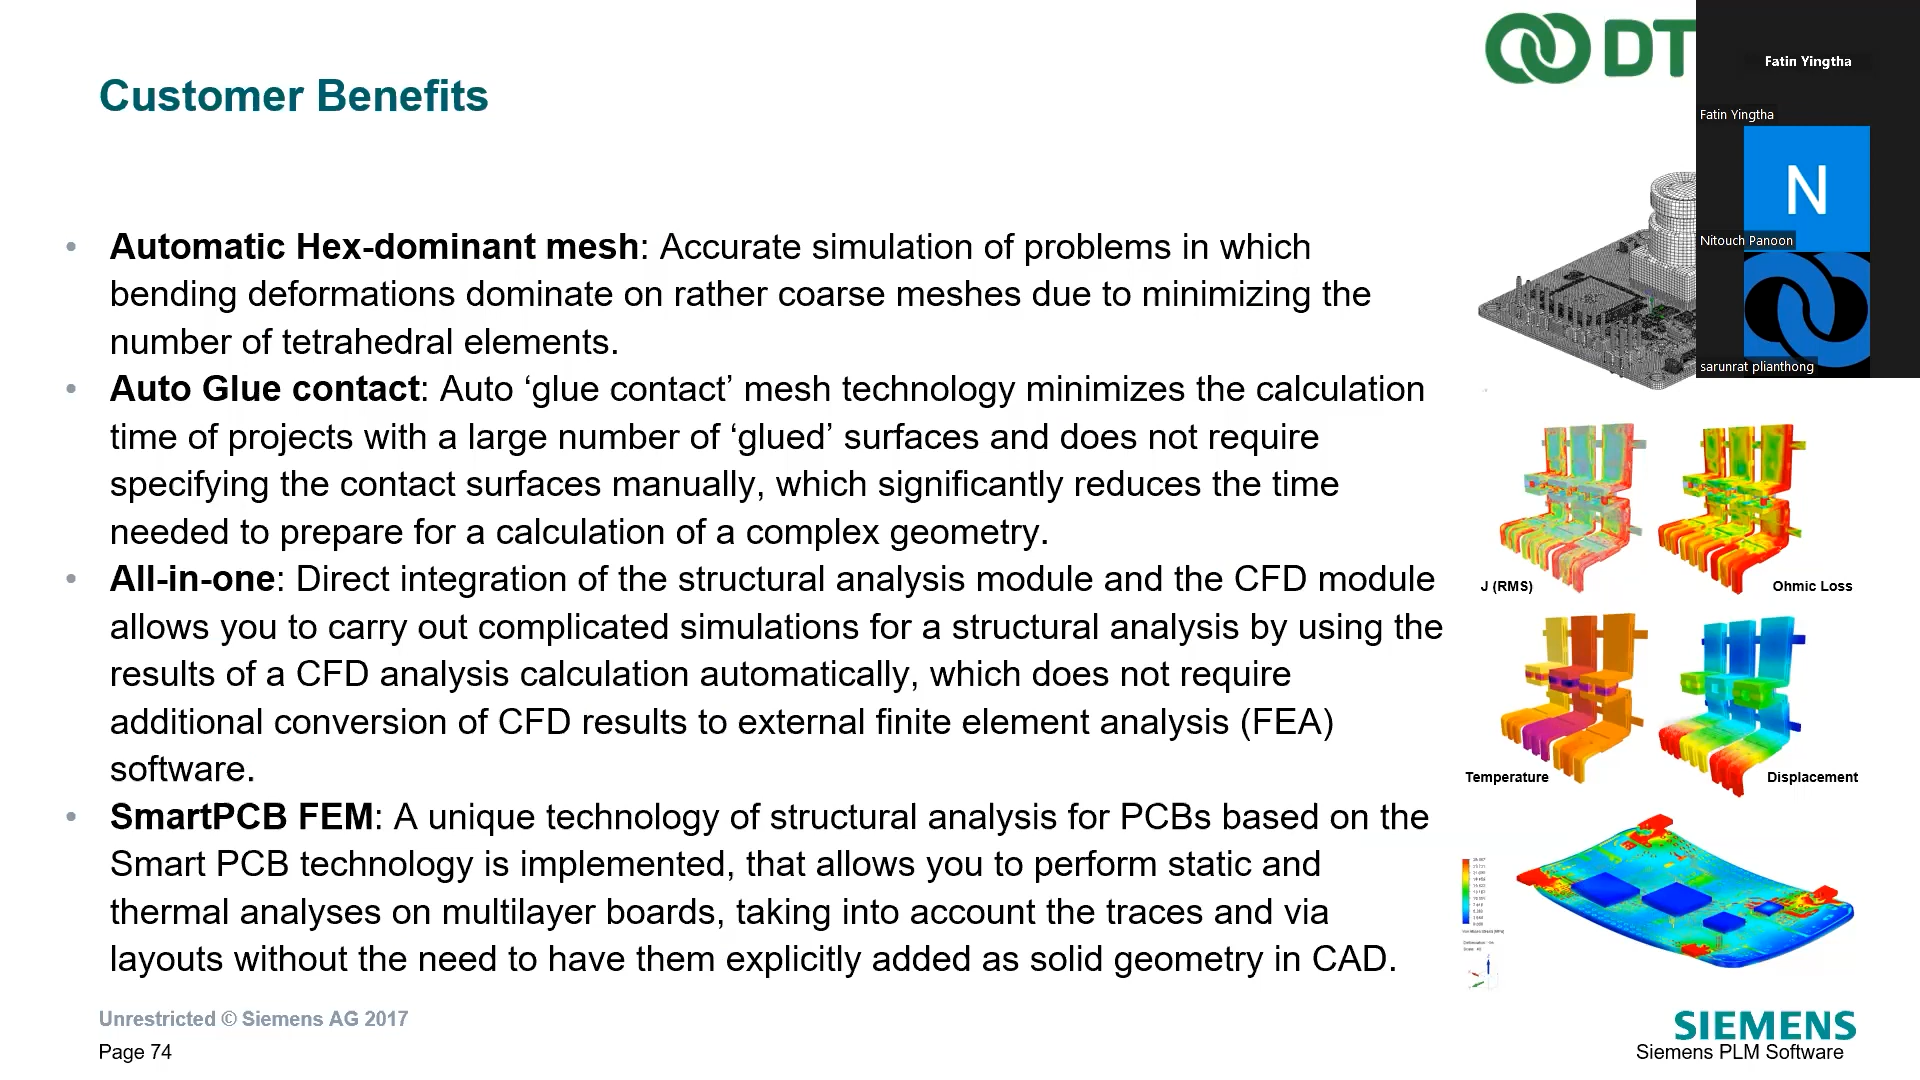 DT
Fatin Yingtha
Customer Benefits
Fatin Yingtha
N
Nitouch Panoon
sarunrat plianthong
• Automatic Hex-dominant mesh: Accurate simulation of problems in which
bending deformations dominate on rather coarse meshes due to minimizing the
number of tetrahedral elements.
• Auto Glue contact: Auto ‘glue contact’ mesh technology minimizes the calculation
time of projects with a large number of ‘glued’ surfaces and does not require
specifying the contact surfaces manually, which significantly reduces the time
needed to prepare for a calculation of a complex geometry.
• All-in-one: Direct integration of the structural analysis module and the CFD module
allows you to carry out complicated simulations for a structural analysis by using the
results of a CFD analysis calculation automatically, which does not require
additional conversion of CFD results to external finite element analysis (FEA)
software.
• SmartPCB FEM: A unique technology of structural analysis for PCBs based on the
Smart PCB technology is implemented, that allows you to perform static and
thermal analyses on multilayer boards, taking into account the traces and via
layouts without the need to have them explicitly added as solid geometry in CAD.
J (RMS)
Ohmic Loss
Temperature
Displacement
Unrestricted © Siemens AG 2017
Page 74
SIEMENS
Siemens PLM Software